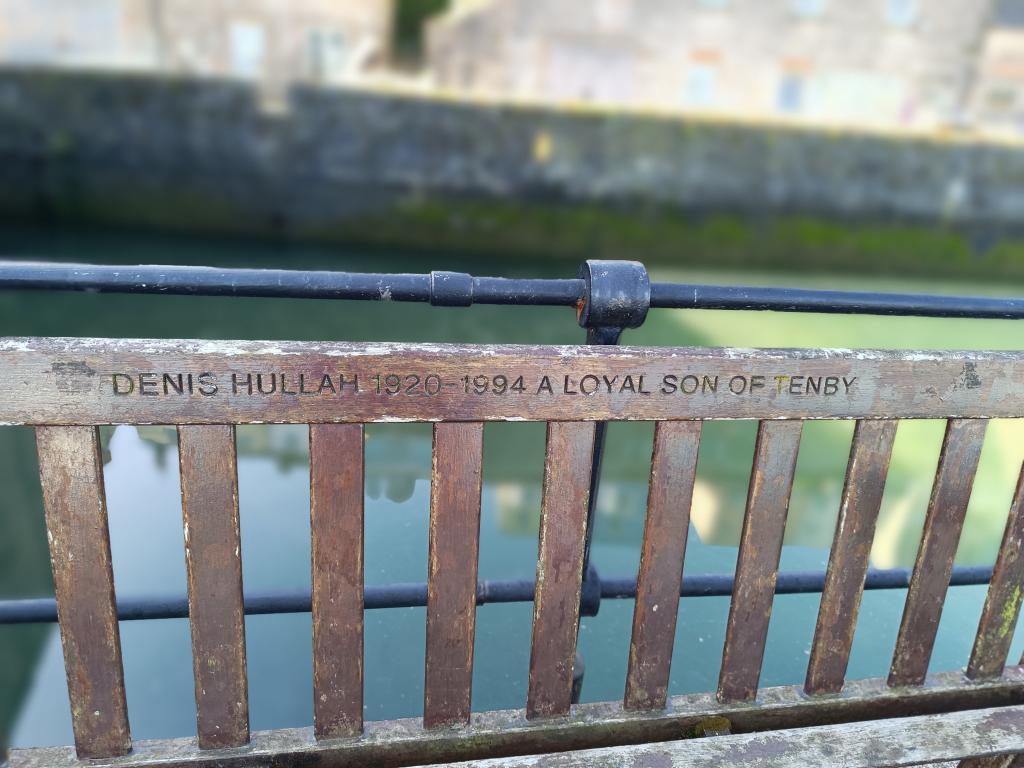 DENIS HULLAH 1920-1994 A LOYAL SON OF TENBY